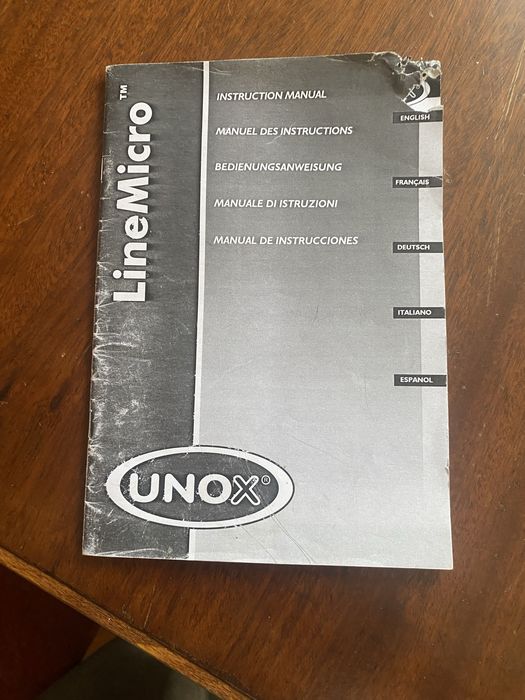 LineMicro™
INSTRUCTION MANUAL
MANUEL DES INSTRUCTIONS
BEDIENUNGSANWEISUNG
MANUALE DI ISTRUZIONI
MANUAL DE INSTRUCCIONES
ENGLISH
FRANÇAIS
DEUTSCH
ITALIANO
ESPANOL
UNOX®